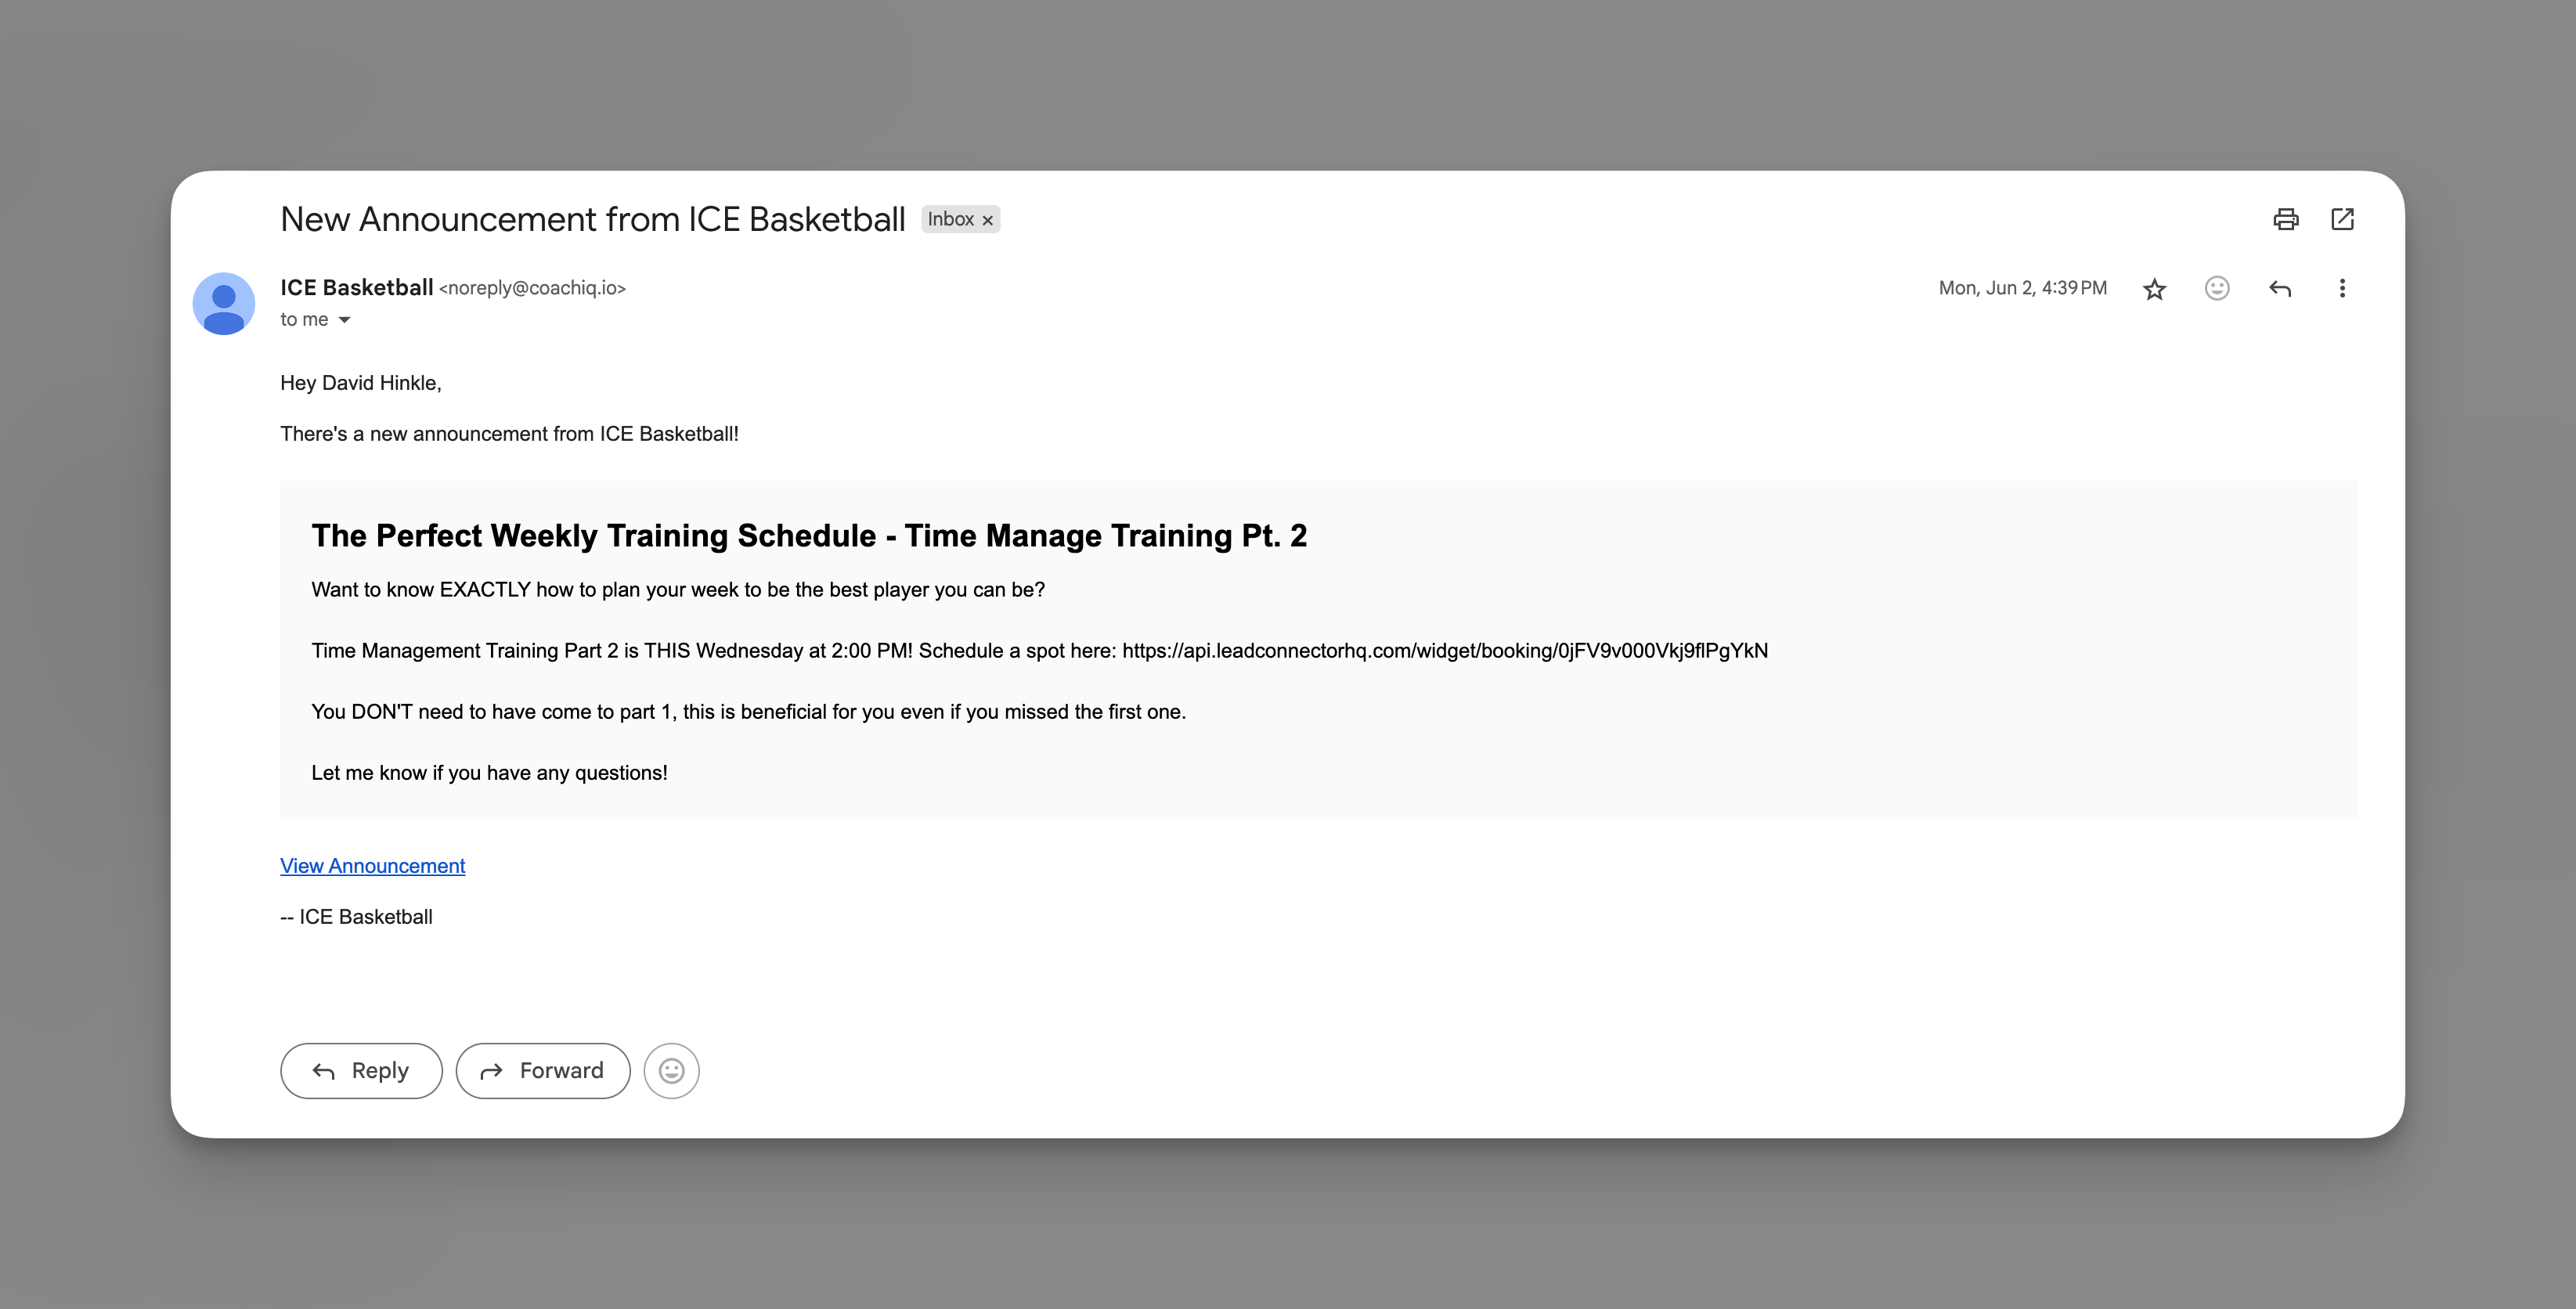 New Announcement from ICE Basketball Inbox ×
ICE Basketball <noreply@coachiq.io> Mon, Jun 2, 4:39 PM
to me
Hey David Hinkle,
There's a new announcement from ICE Basketball!
The Perfect Weekly Training Schedule - Time Manage Training Pt. 2
Want to know EXACTLY how to plan your week to be the best player you can be?
Time Management Training Part 2 is THIS Wednesday at 2:00 PM! Schedule a spot here: https://api.leadconnectorhq.com/widget/booking/0jFV9v000Vkj9flPgYkN
You DON'T need to have come to part 1, this is beneficial for you even if you missed the first one.
Let me know if you have any questions!
View Announcement
-- ICE Basketball
Reply Forward